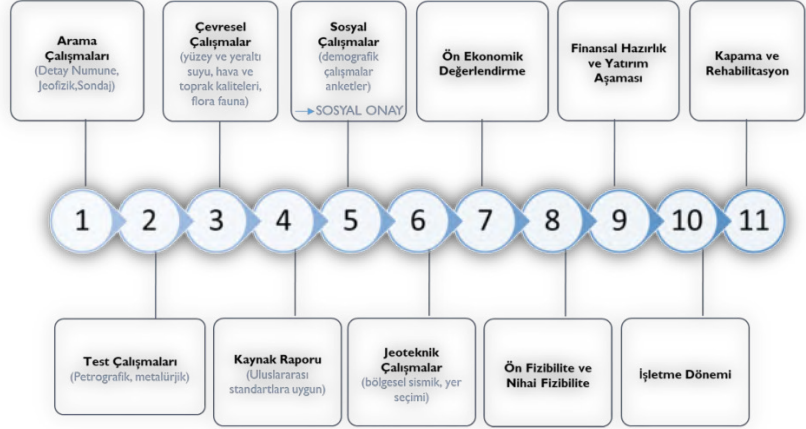 Arama
Çalışmaları
(Detay Numune,
Jeofizik,Sondaj)
Çevresel
Çalışmalar
(yüzey ve yeraltı
suyu, hava ve
toprak kaliteleri,
flora fauna)
Sosyal
Çalışmalar
(demografik
çalışmalar
anketler)
→SOSYAL ONAY
Ön Ekonomik
Değerlendirme
Finansal Hazırlık
ve Yatırım
Aşaması
Kapama ve
Rehabilitasyon
1 2 3 4 5 6 7 8 9 10 11
Test Çalışmaları
(Petrografik, metalürjik)
Kaynak Raporu
(Uluslararası
standartlara uygun)
Jeoteknik
Çalışmalar
(bölgesel sismik, yer
seçimi)
Ön Fizibilite ve
Nihai Fizibilite
İşletme Dönemi